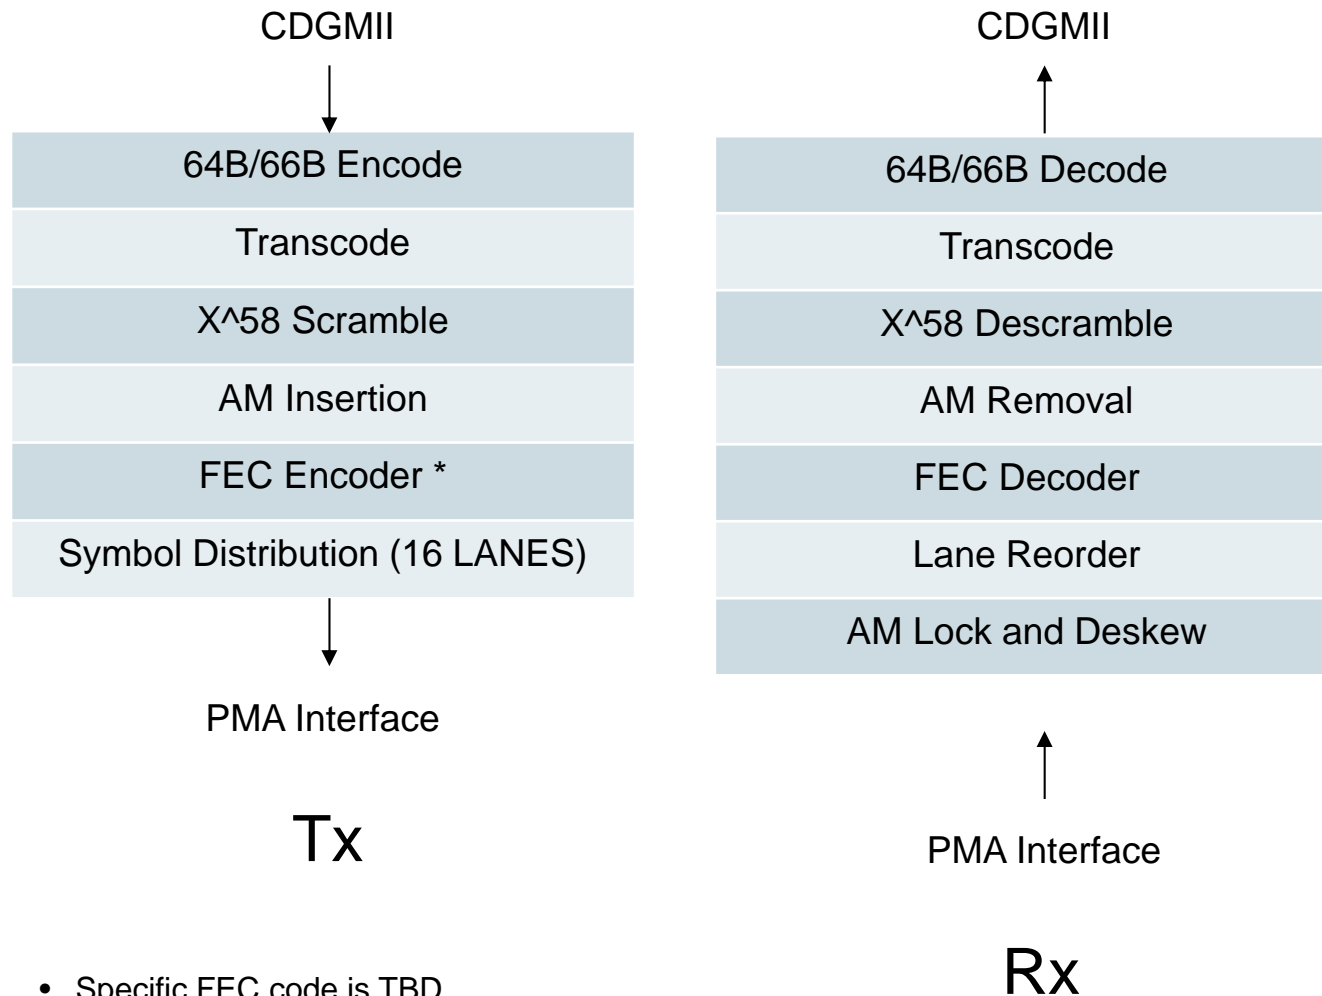 CDGMII
64B/66B Encode
Transcode
X^58 Scramble
AM Insertion
FEC Encoder *
Symbol Distribution (16 LANES)
PMA Interface
Tx
• Specific FEC code is TBD
CDGMII
64B/66B Decode
Transcode
X^58 Descramble
AM Removal
FEC Decoder
Lane Reorder
AM Lock and Deskew
PMA Interface
Rx